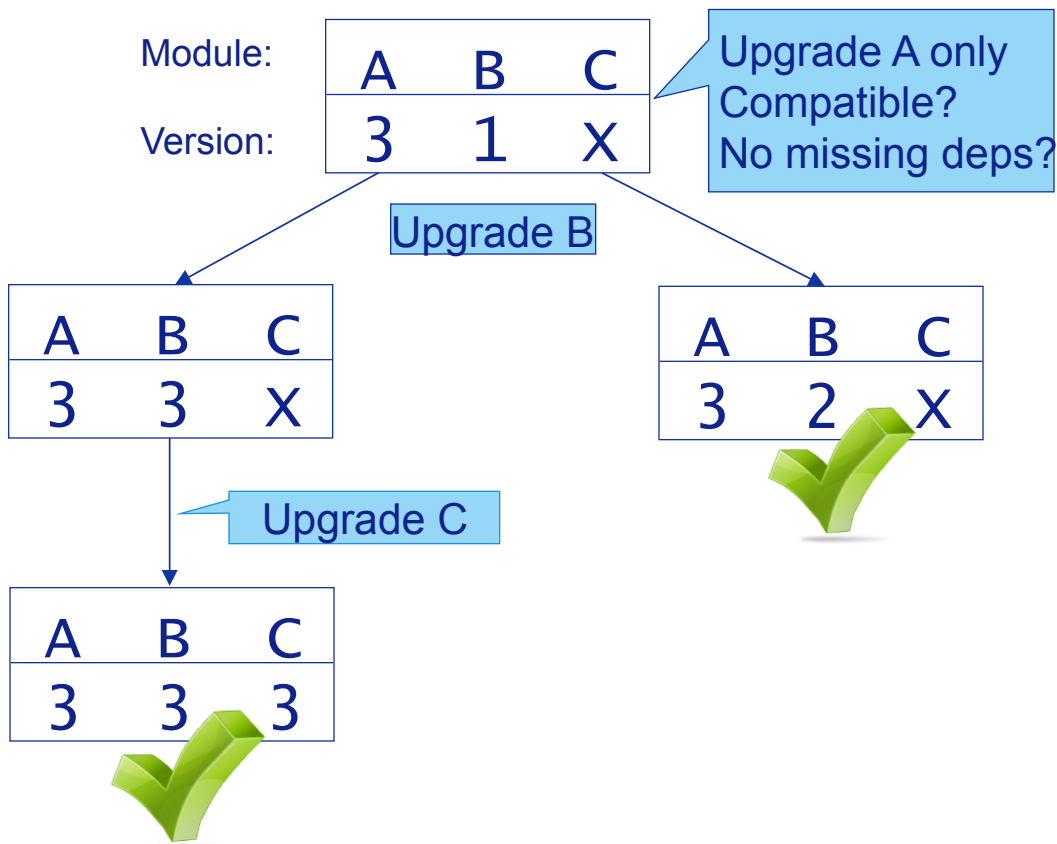 Module:
A B C
Upgrade A only
Compatible?
No missing deps?
Version:
3 1 X
Upgrade B
A B C
3 3 X
A B C
3 2 X
Upgrade C
A B C
3 3 3